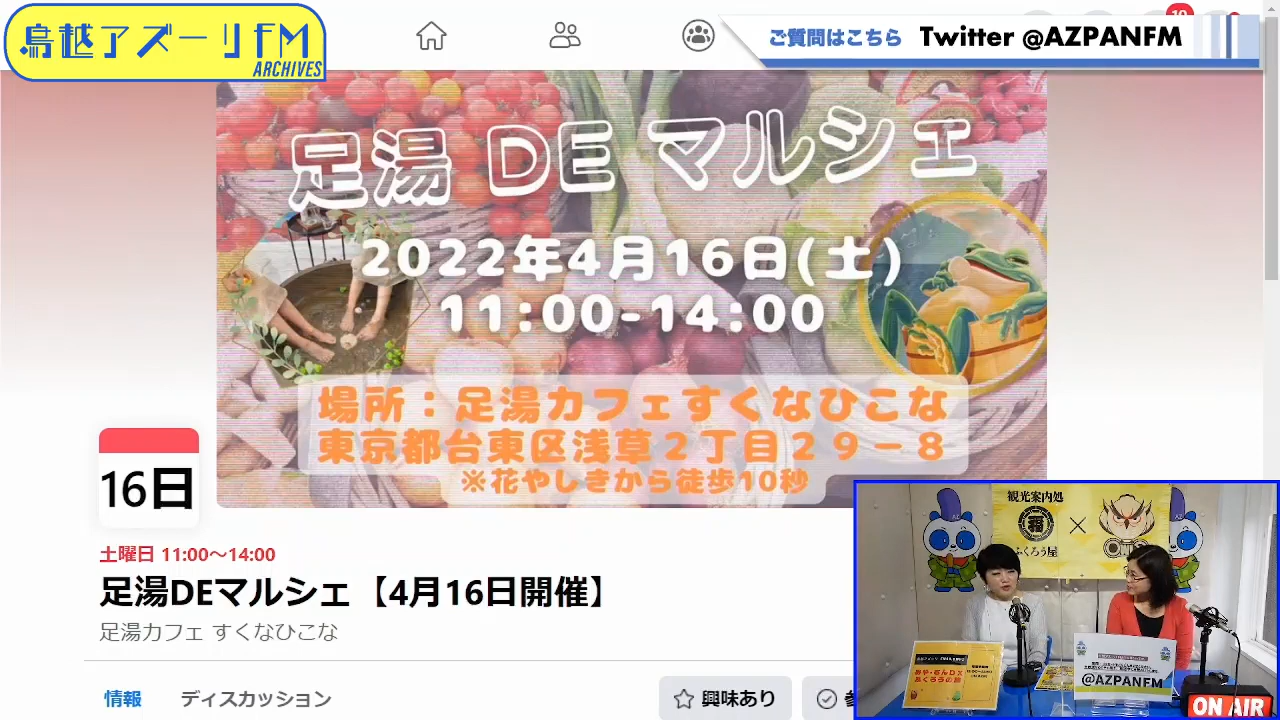 鳥越アズーリFM
ARCHIVES
ご質問はこちら Twitter @AZPANFM
足湯 DE マルシェ
2022年4月16日(土)
11:00-14:00
場所：足湯カフェすくなひこな
東京都台東区浅草２丁目２９－８
※花やしきから徒歩10秒
16日
土曜日 11:00～14:00
足湯DEマルシェ【4月16日開催】
足湯カフェ すくなひこな
情報 ディスカッション 興味あり
観光案内処
福
×
ふくろう屋
@AZPANFM
ON AIR